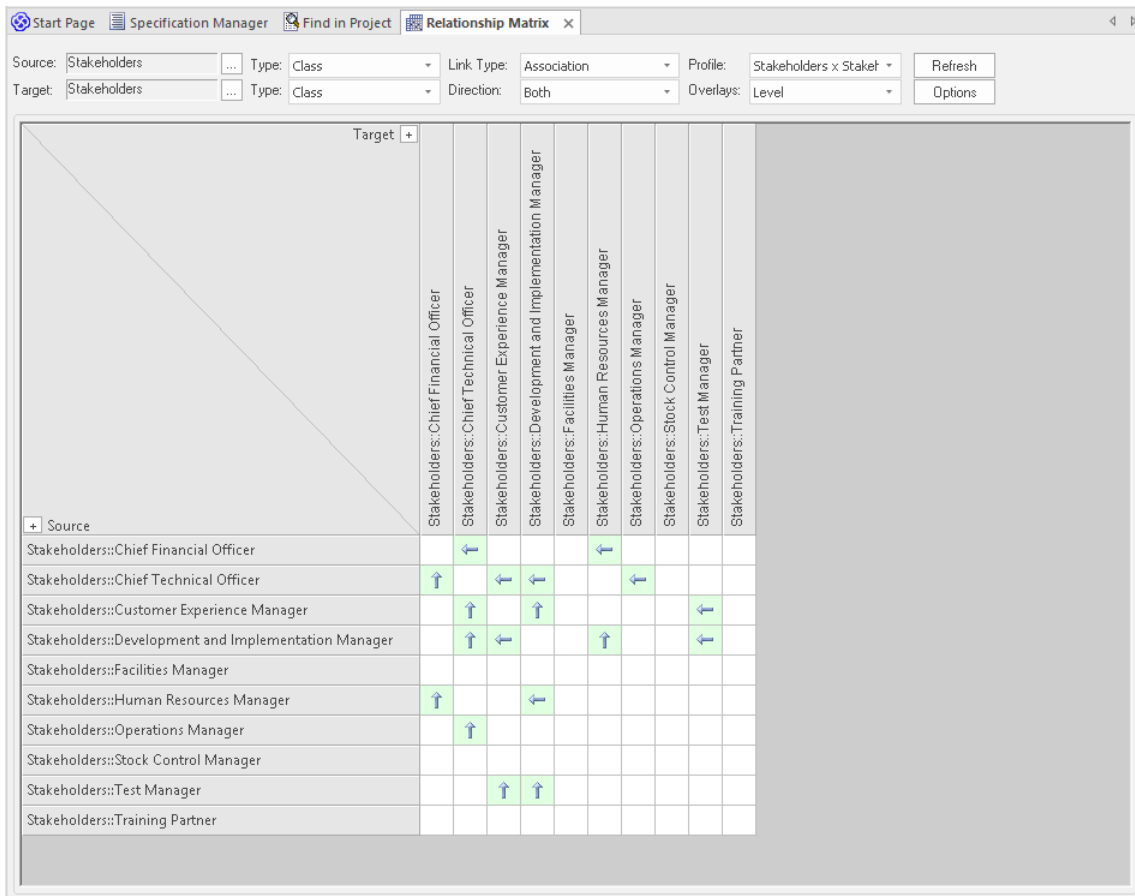 Start Page Specification Manager Find in Project Relationship Matrix
Source: Stakeholders ... Type: Class Link Type: Association Profile: Stakeholders x Stakeł Refresh
Target: Stakeholders ... Type: Class Direction: Both Overlays: Level Options
Target +
Stakeholders::Chief Financial Officer
Stakeholders::Chief Technical Officer
Stakeholders::Customer Experience Manager
Stakeholders::Development and Implementation Manager
Stakeholders::Facilities Manager
Stakeholders::Human Resources Manager
Stakeholders::Operations Manager
Stakeholders::Stock Control Manager
Stakeholders::Test Manager
Stakeholders::Training Partner
+ Source
Stakeholders::Chief Financial Officer
Stakeholders::Chief Technical Officer
Stakeholders::Customer Experience Manager
Stakeholders::Development and Implementation Manager
Stakeholders::Facilities Manager
Stakeholders::Human Resources Manager
Stakeholders::Operations Manager
Stakeholders::Stock Control Manager
Stakeholders::Test Manager
Stakeholders::Training Partner